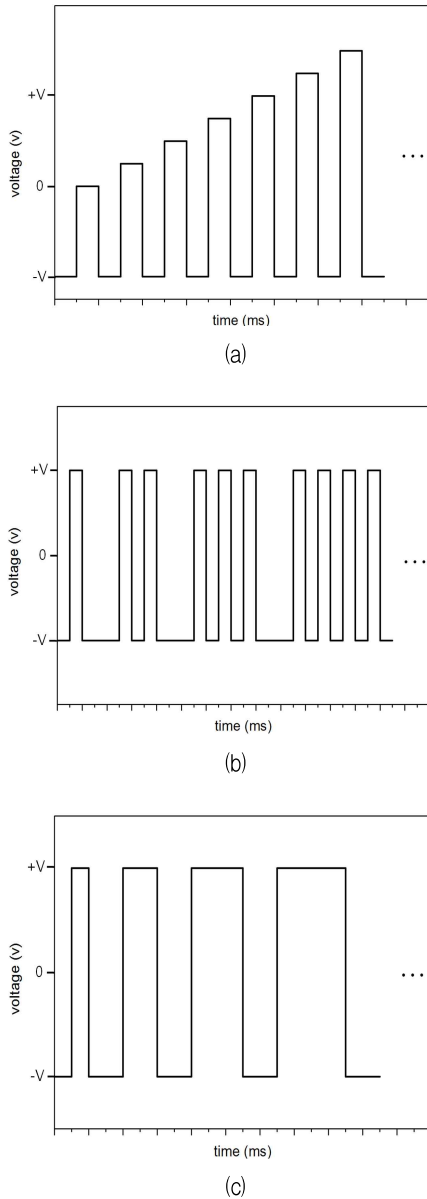 +V
voltage (v)
0
-V
...
time (ms)
(a)
+V
voltage (v)
0
-V
...
time (ms)
(b)
+V
voltage (v)
0
-V
...
time (ms)
(c)